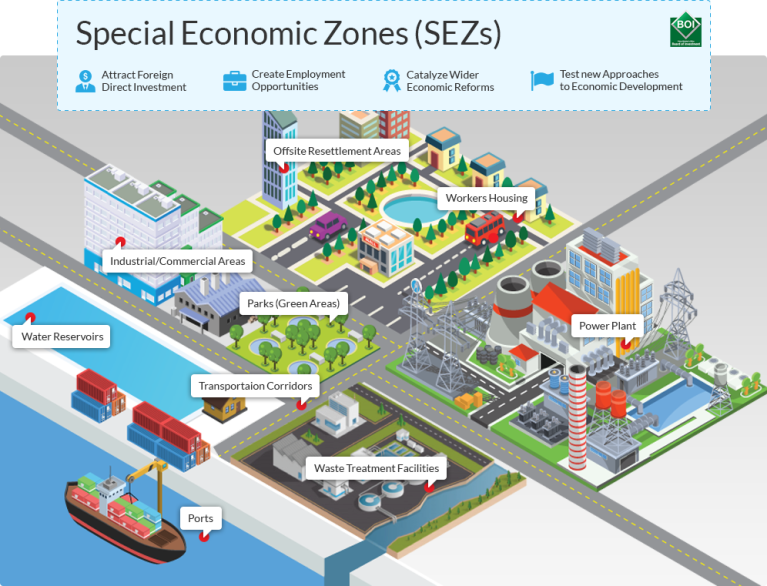 Special Economic Zones (SEZs)
BOI
Attract Foreign
Direct Investment
Create Employment
Opportunities
Catalyze Wider
Economic Reforms
Test new Approaches
to Economic Development
Offsite Resettlement Areas
Workers Housing
Industrial/Commercial Areas
Parks (Green Areas)
Power Plant
Water Reservoirs
Transportaion Corridors
Waste Treatment Facilities
Ports